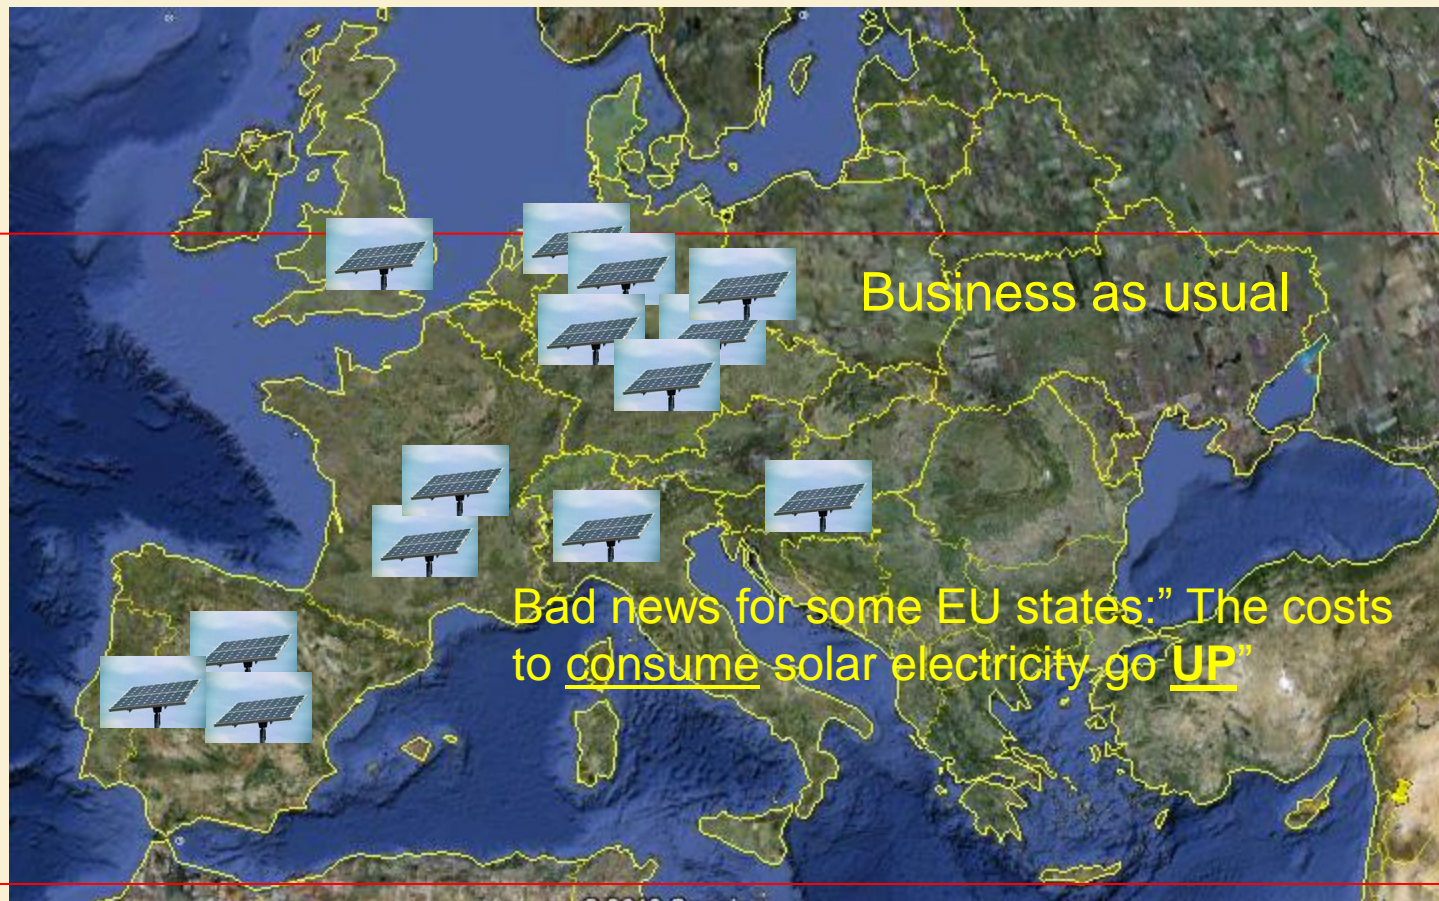 Business as usual
Bad news for some EU states:” The costs
to consume solar electricity go UP”